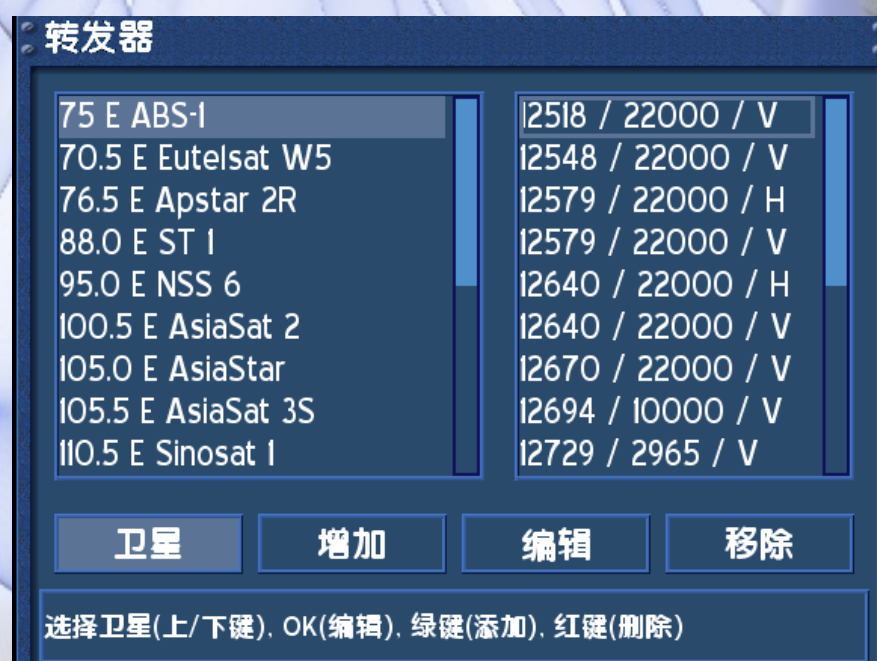 转发器
75 E ABS-1
70.5 E Eutelsat W5
76.5 E Apstar 2R
88.0 E ST 1
95.0 E NSS 6
100.5 E AsiaSat 2
105.0 E AsiaStar
105.5 E AsiaSat 3S
110.5 E Sinosat 1
12518 / 22000 / V
12548 / 22000 / V
12579 / 22000 / H
12579 / 22000 / V
12640 / 22000 / H
12640 / 22000 / V
12670 / 22000 / V
12694 / 10000 / V
12729 / 2965 / V
卫星
增加
编辑
移除
选择卫星(上/下键), OK(编辑), 绿键(添加), 红键(删除)